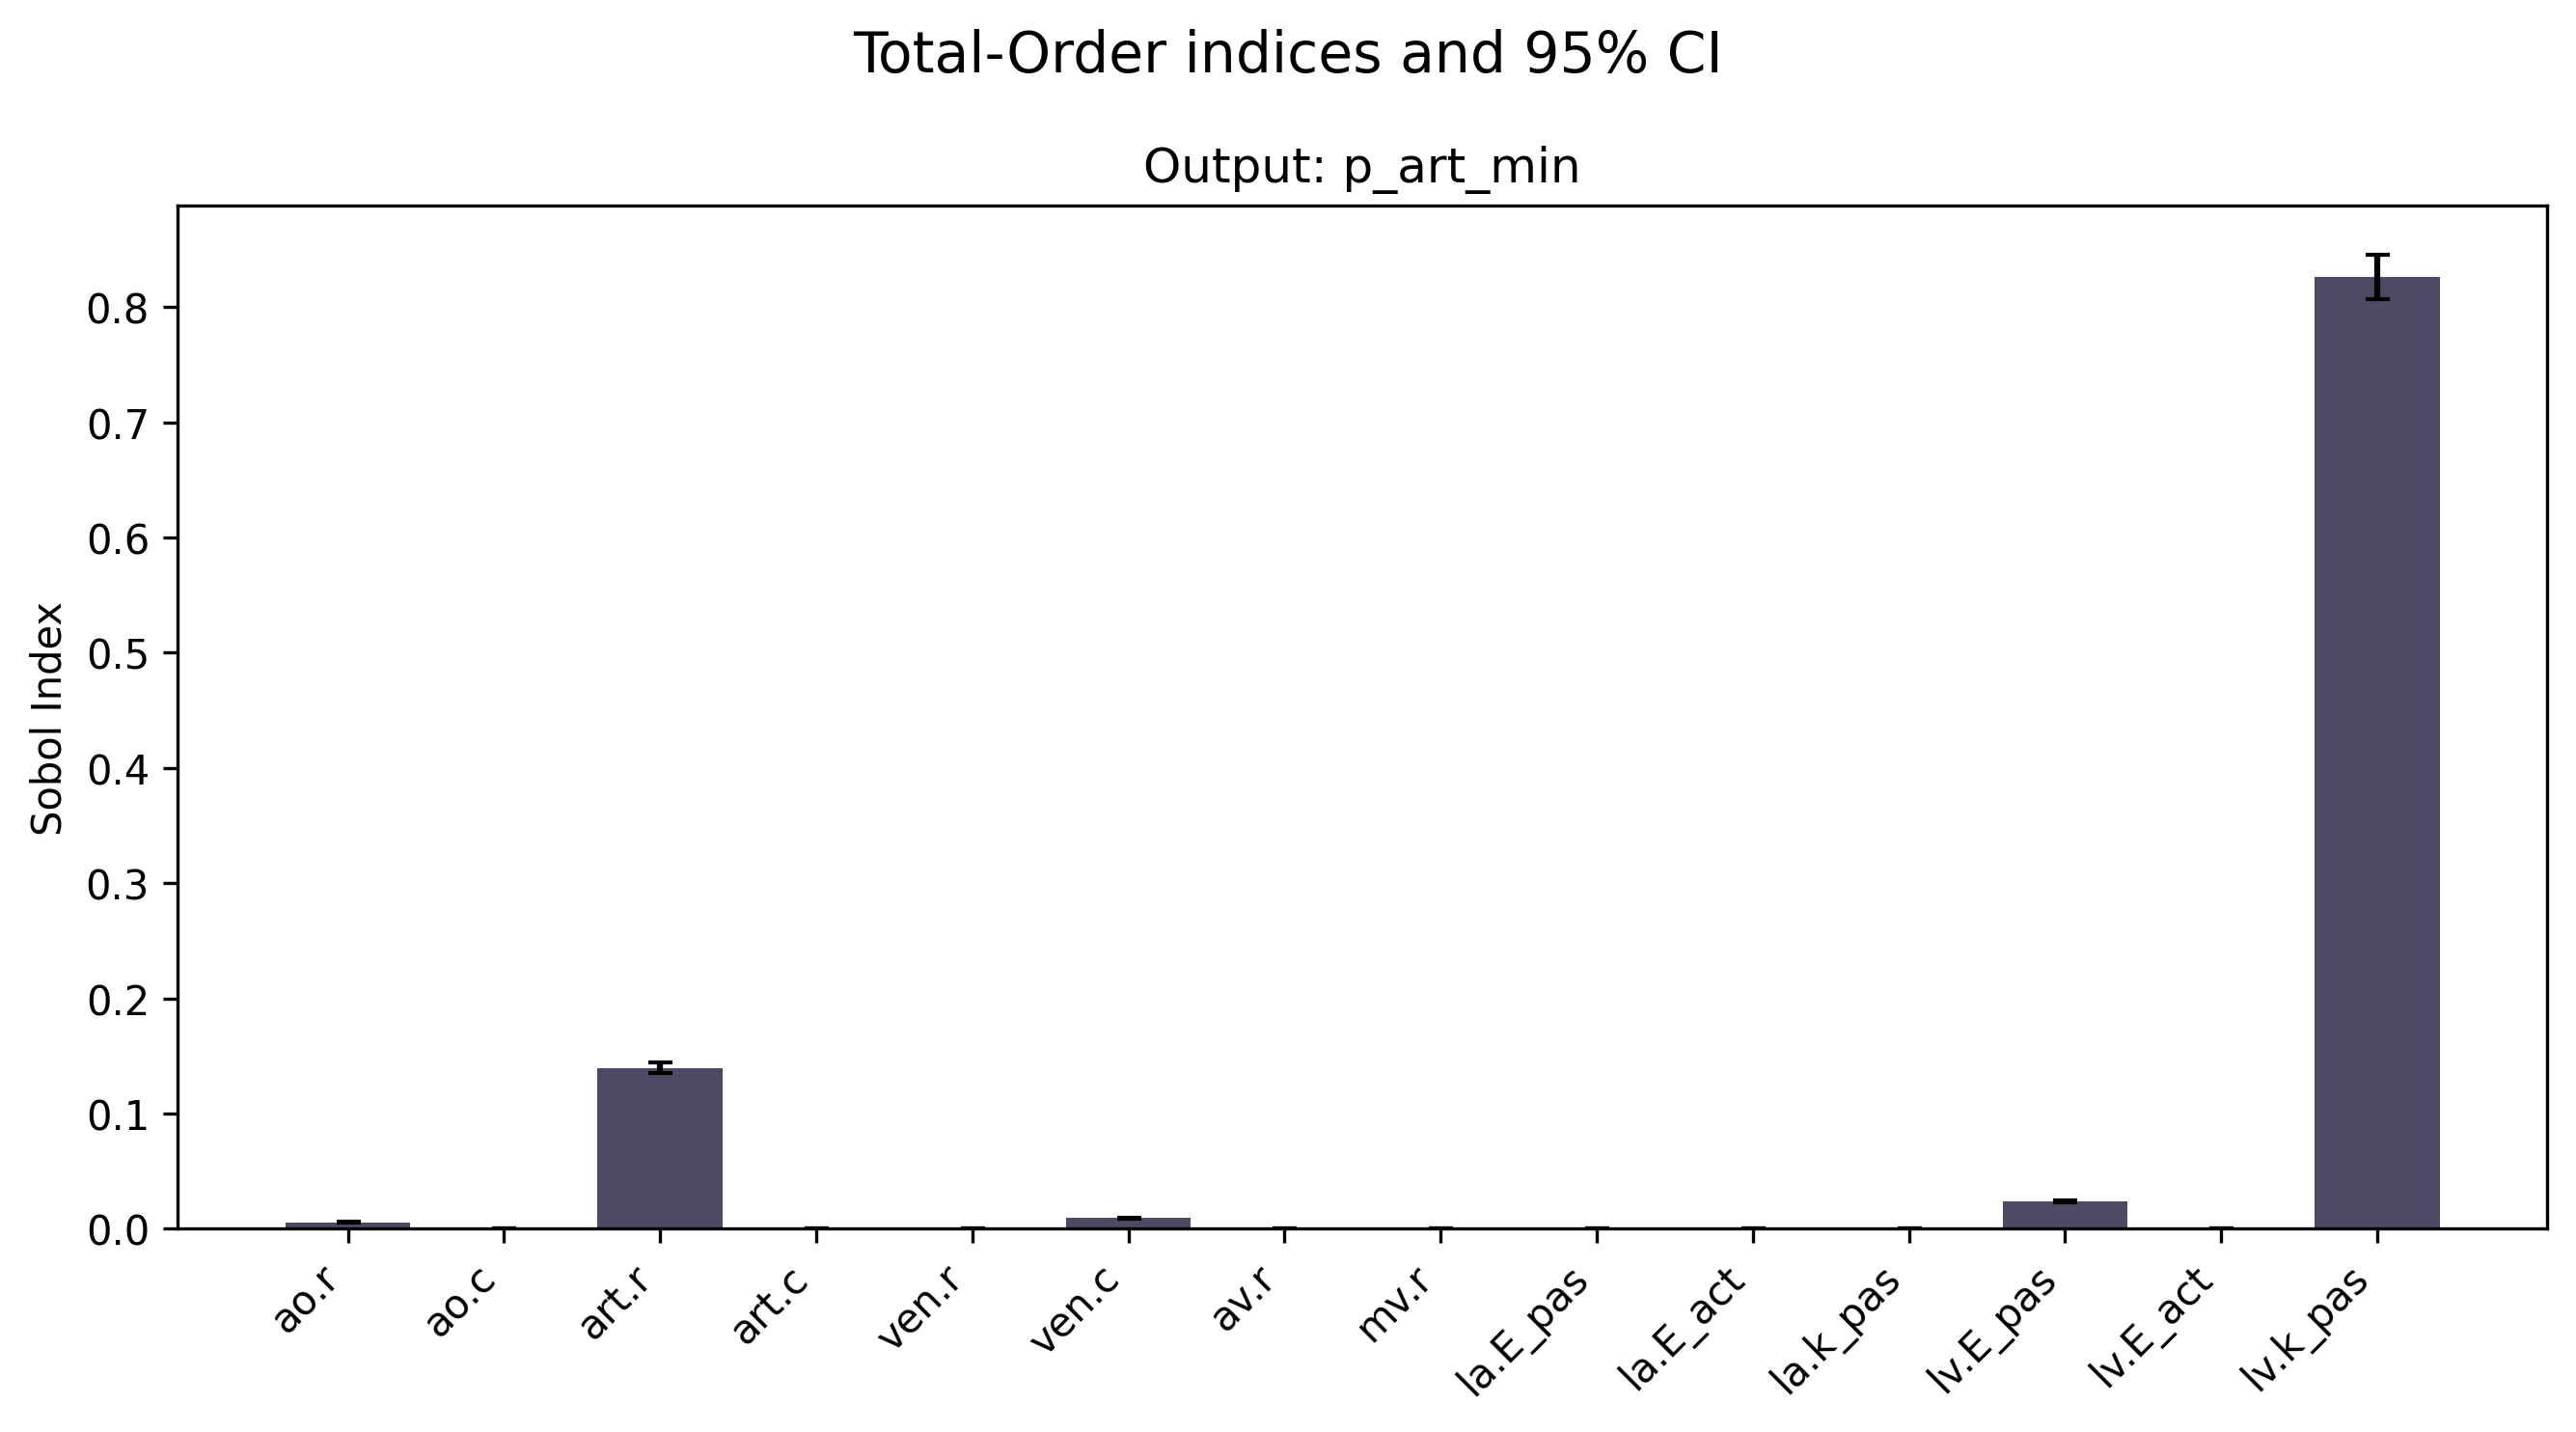 Total-Order indices and 95% CI
Output: p_art_min
Sobol Index
0.8
0.7
0.6
0.5
0.4
0.3
0.2
0.1
0.0
ao.r
ao.c
art.r
art.c
ven.r
ven.c
av.r
mv.r
la.E_pas
la.E_act
la.k_pas
lv.E_pas
lv.E_act
lv.k_pas